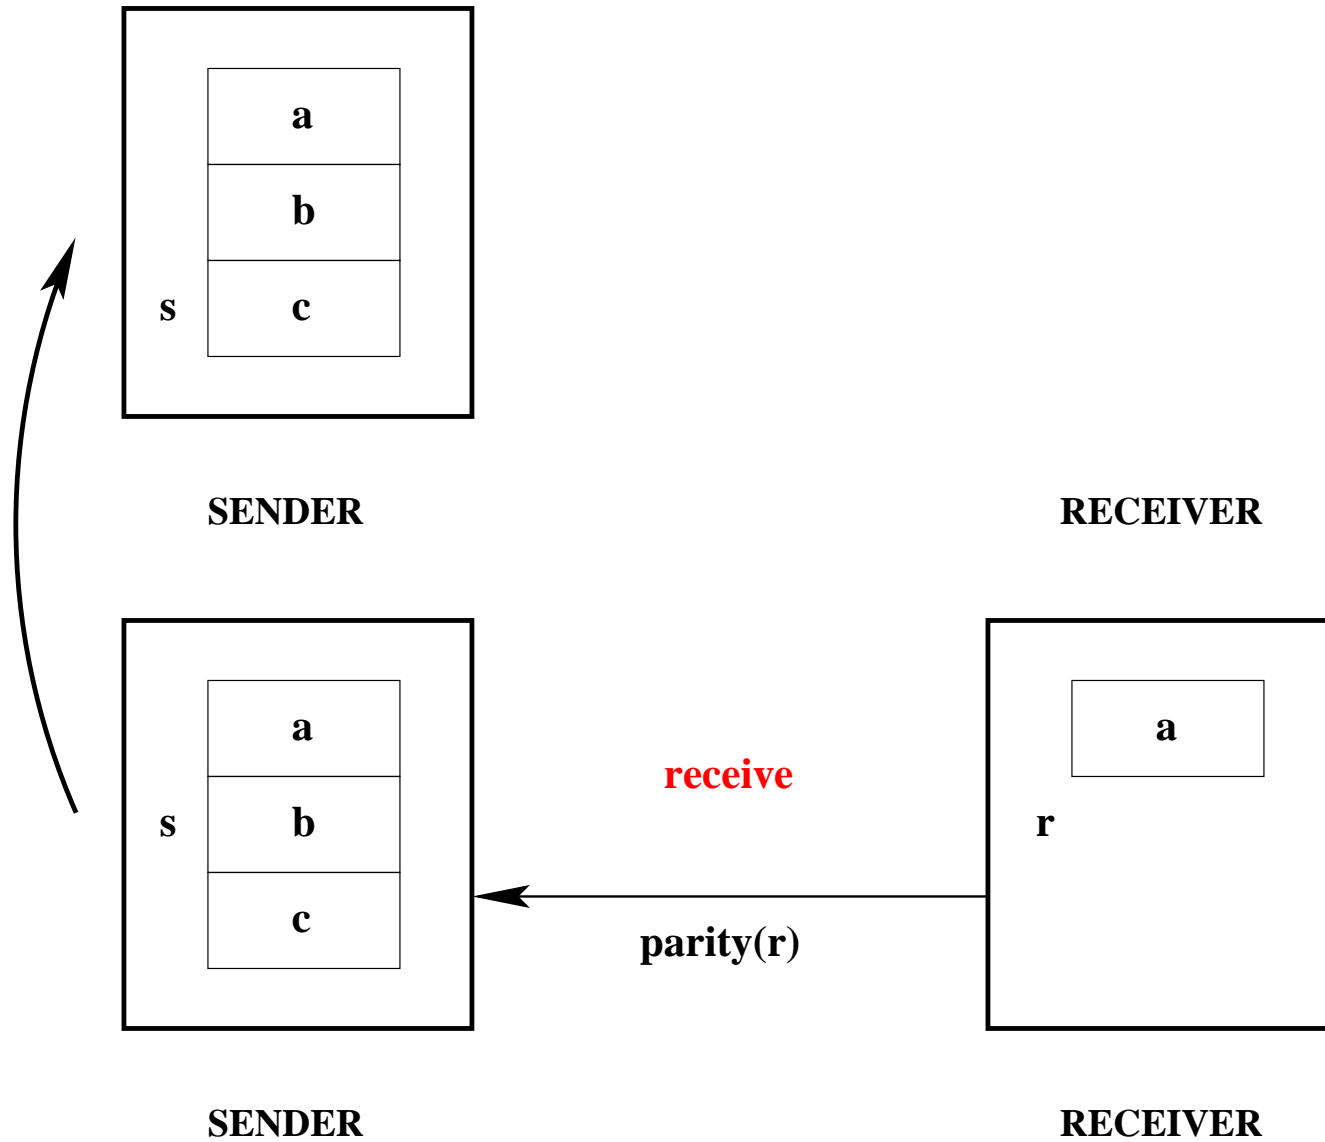 a
b
s c
SENDER RECEIVER
a a
receive
s b r
c
parity(r)
SENDER RECEIVER